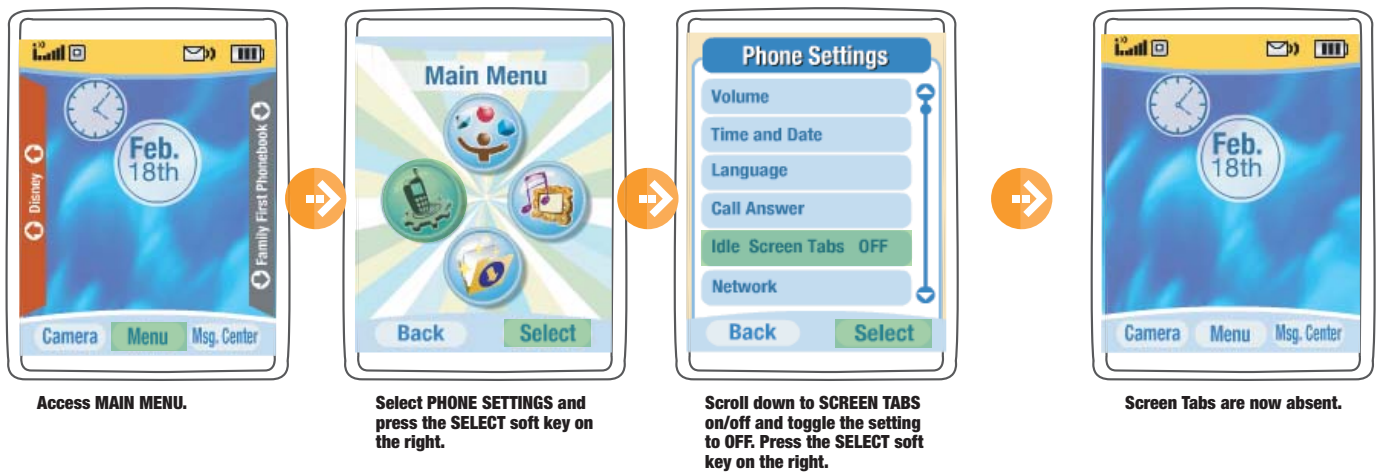 Disney
Feb.
18th
Family First Phonebook
Camera Menu Msg. Center
Access MAIN MENU.
Main Menu
Back Select
Select PHONE SETTINGS and
press the SELECT soft key on
the right.
Phone Settings
Volume
Time and Date
Language
Call Answer
Idle Screen Tabs OFF
Network
Back Select
Scroll down to SCREEN TABS
on/off and toggle the setting
to OFF. Press the SELECT soft
key on the right.
Feb.
18th
Camera Menu Msg. Center
Screen Tabs are now absent.